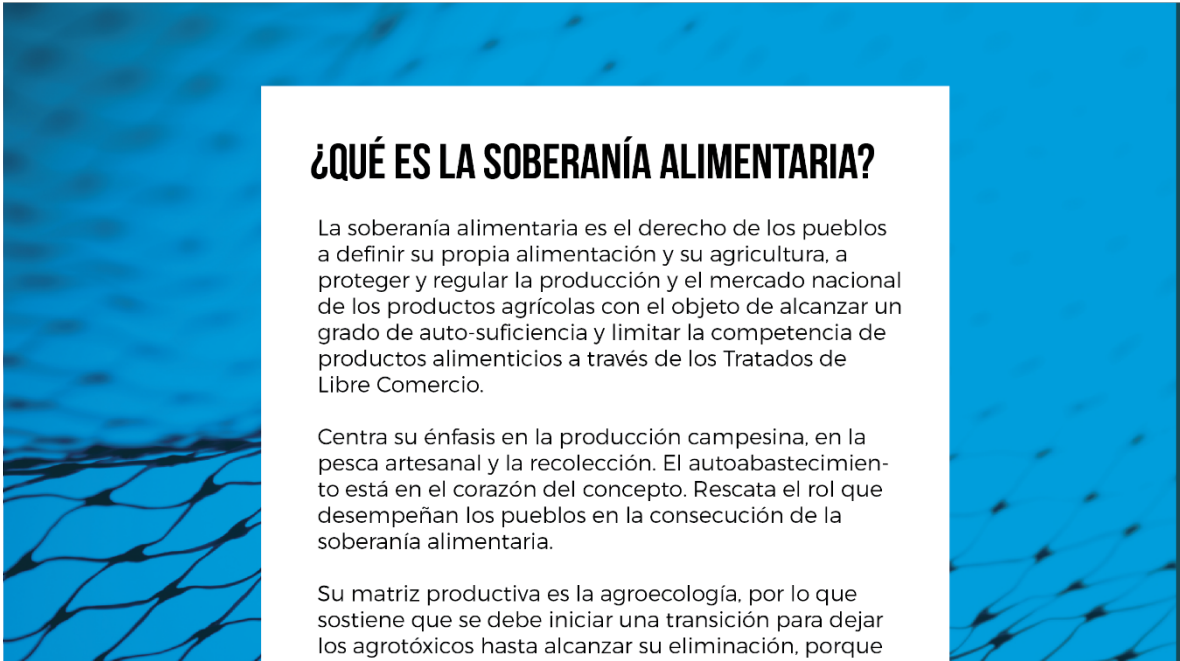 ¿QUÉ ES LA SOBERANÍA ALIMENTARIA?
La soberanía alimentaria es el derecho de los pueblos
a definir su propia alimentación y su agricultura, a
proteger y regular la producción y el mercado nacional
de los productos agrícolas con el objeto de alcanzar un
grado de auto-suficiencia y limitar la competencia de
productos alimenticios a través de los Tratados de
Libre Comercio.
Centra su énfasis en la producción campesina, en la
pesca artesanal y la recolección. El autoabastecimien-
to está en el corazón del concepto. Rescata el rol que
desempeñan los pueblos en la consecución de la
soberanía alimentaria.
Su matriz productiva es la agroecología, por lo que
sostiene que se debe iniciar una transición para dejar
los agrotóxicos hasta alcanzar su eliminación, porque